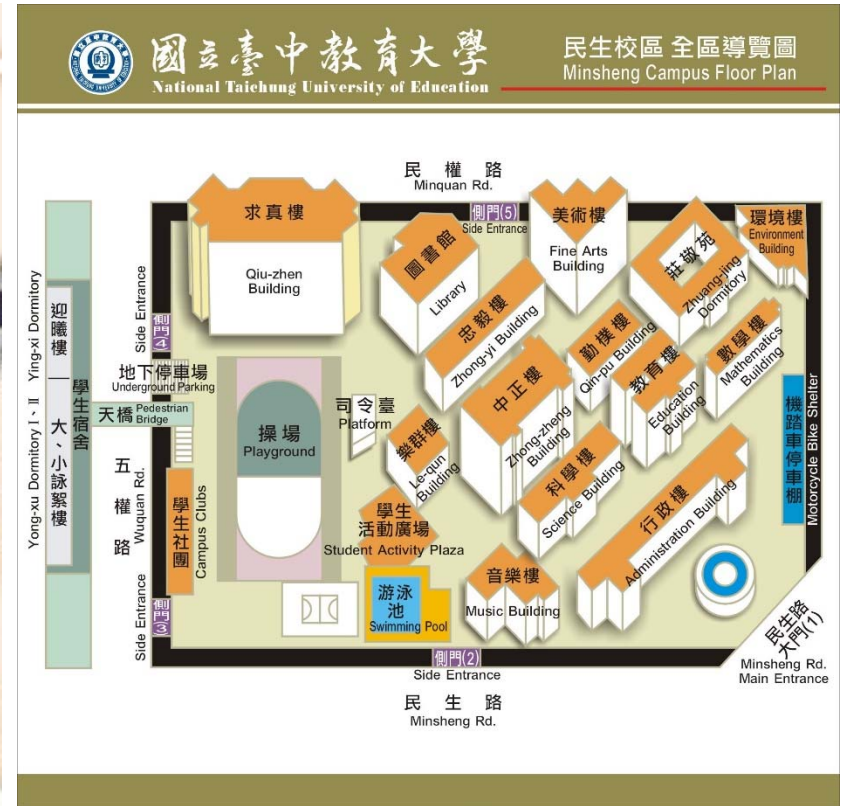 國立臺中教育大學
National Taichung University of Education
民生校區 全區導覽圖
Minsheng Campus Floor Plan
民 權 路
Minquan Rd.
側門(5)
Side Entrance
求真樓
Qiu-zhen
Building
圖書館
Library
美術樓
Fine Arts
Building
莊敬苑
Zhuang-jing
Dormitory
環境樓
Environment
Building
忠毅樓
Zhong-yi Building
勤樸樓
Qin-pu Building
教育樓
Education
Building
數學樓
Mathematics
Building
中正樓
Zhong-zheng
Building
機踏車停車棚
Motorcycle Bike Shelter
Side Entrance
側門4
地下停車場
Underground Parking
天橋
Pedestrian
Bridge
迎曦樓 — 大、小詠絮樓
學生宿舍
Yong-xu Dormitory I、II Ying-xi Dormitory
五權路
Wuquan Rd.
學生社團
Campus Clubs
操場
Playground
司令臺
Platform
樂群樓
Le-qun
Building
科學樓
Science Building
行政樓
Administration Building
學生
活動廣場
Student Activity Plaza
游泳
池
Swimming Pool
音樂樓
Music Building
Side Entrance
側門3
側門(2)
Side Entrance
民 生 路
Minsheng Rd.
民生路
大門(1)
Minsheng Rd.
Main Entrance